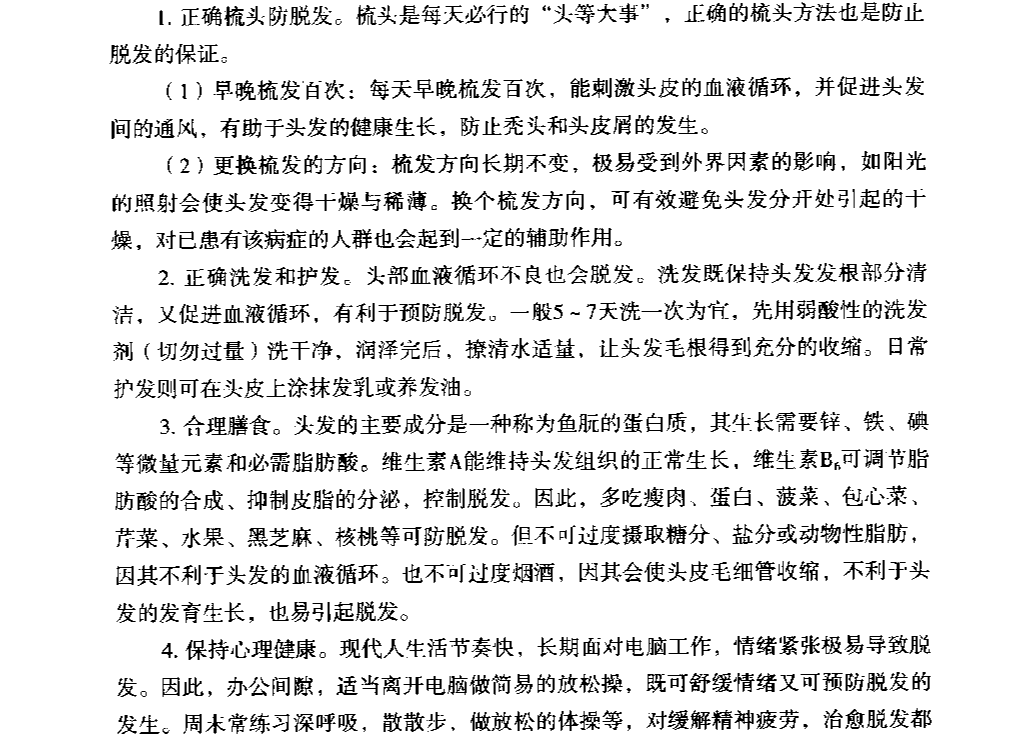 1. 正确梳头防脱发。梳头是每天必行的“头等大事”，正确的梳头方法也是防止
脱发的保证。
（1）早晚梳发百次：每天早晚梳发百次，能刺激头皮的血液循环，并促进头发
间的通风，有助于头发的健康生长，防止秃头和头皮屑的发生。
（2）更换梳发的方向：梳发方向长期不变，极易受到外界因素的影响，如阳光
的照射会使头发变得干燥与稀薄。换个梳发方向，可有效避免头发分开处引起的干
燥，对已患有该病症的人群也会起到一定的辅助作用。
2. 正确洗发和护发。头部血液循环不良也会脱发。洗发既保持头发发根部分清
洁，又促进血液循环，有利于预防脱发。一般5～7天洗一次为宜，先用弱酸性的洗发
剂（切勿过量）洗干净，润泽完后，撩清水适量，让头发毛根得到充分的收缩。日常
护发则可在头皮上涂抹发乳或养发油。
3. 合理膳食。头发的主要成分是一种称为鱼朊的蛋白质，其生长需要锌、铁、碘
等微量元素和必需脂肪酸。维生素A能维持头发组织的正常生长，维生素B₆可调节脂
肪酸的合成、抑制皮脂的分泌，控制脱发。因此，多吃瘦肉、蛋白、菠菜、包心菜、
芹菜、水果、黑芝麻、核桃等可防脱发。但不可过度摄取糖分、盐分或动物性脂肪，
因其不利于头发的血液循环。也不可过度烟酒，因其会使头皮毛细管收缩，不利于头
发的发育生长，也易引起脱发。
4. 保持心理健康。现代人生活节奏快，长期面对电脑工作，情绪紧张极易导致脱
发。因此，办公间隙，适当离开电脑做简易的放松操，既可舒缓情绪又可预防脱发的
发生。周末常练习深呼吸，散散步，做放松的体操等，对缓解精神疲劳，治愈脱发都